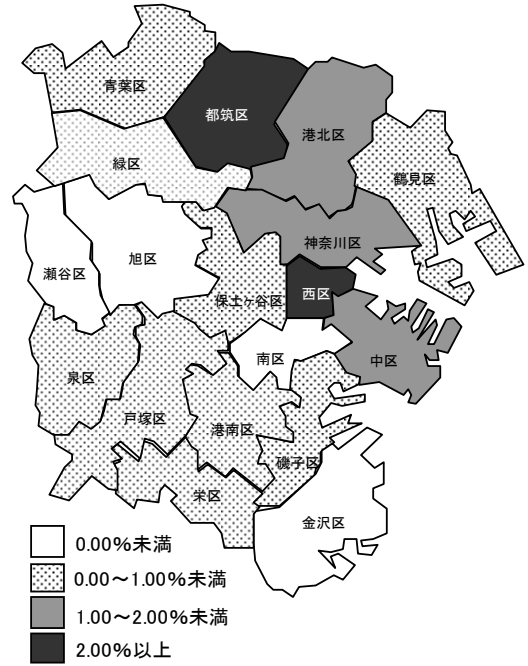 青葉区
都筑区
港北区
緑区
鶴見区
神奈川区
旭区
瀬谷区
保土ヶ谷区
西区
南区
中区
泉区
戸塚区
港南区
磯子区
栄区
金沢区
0.00%未満
0.00～1.00%未満
1.00～2.00%未満
2.00%以上